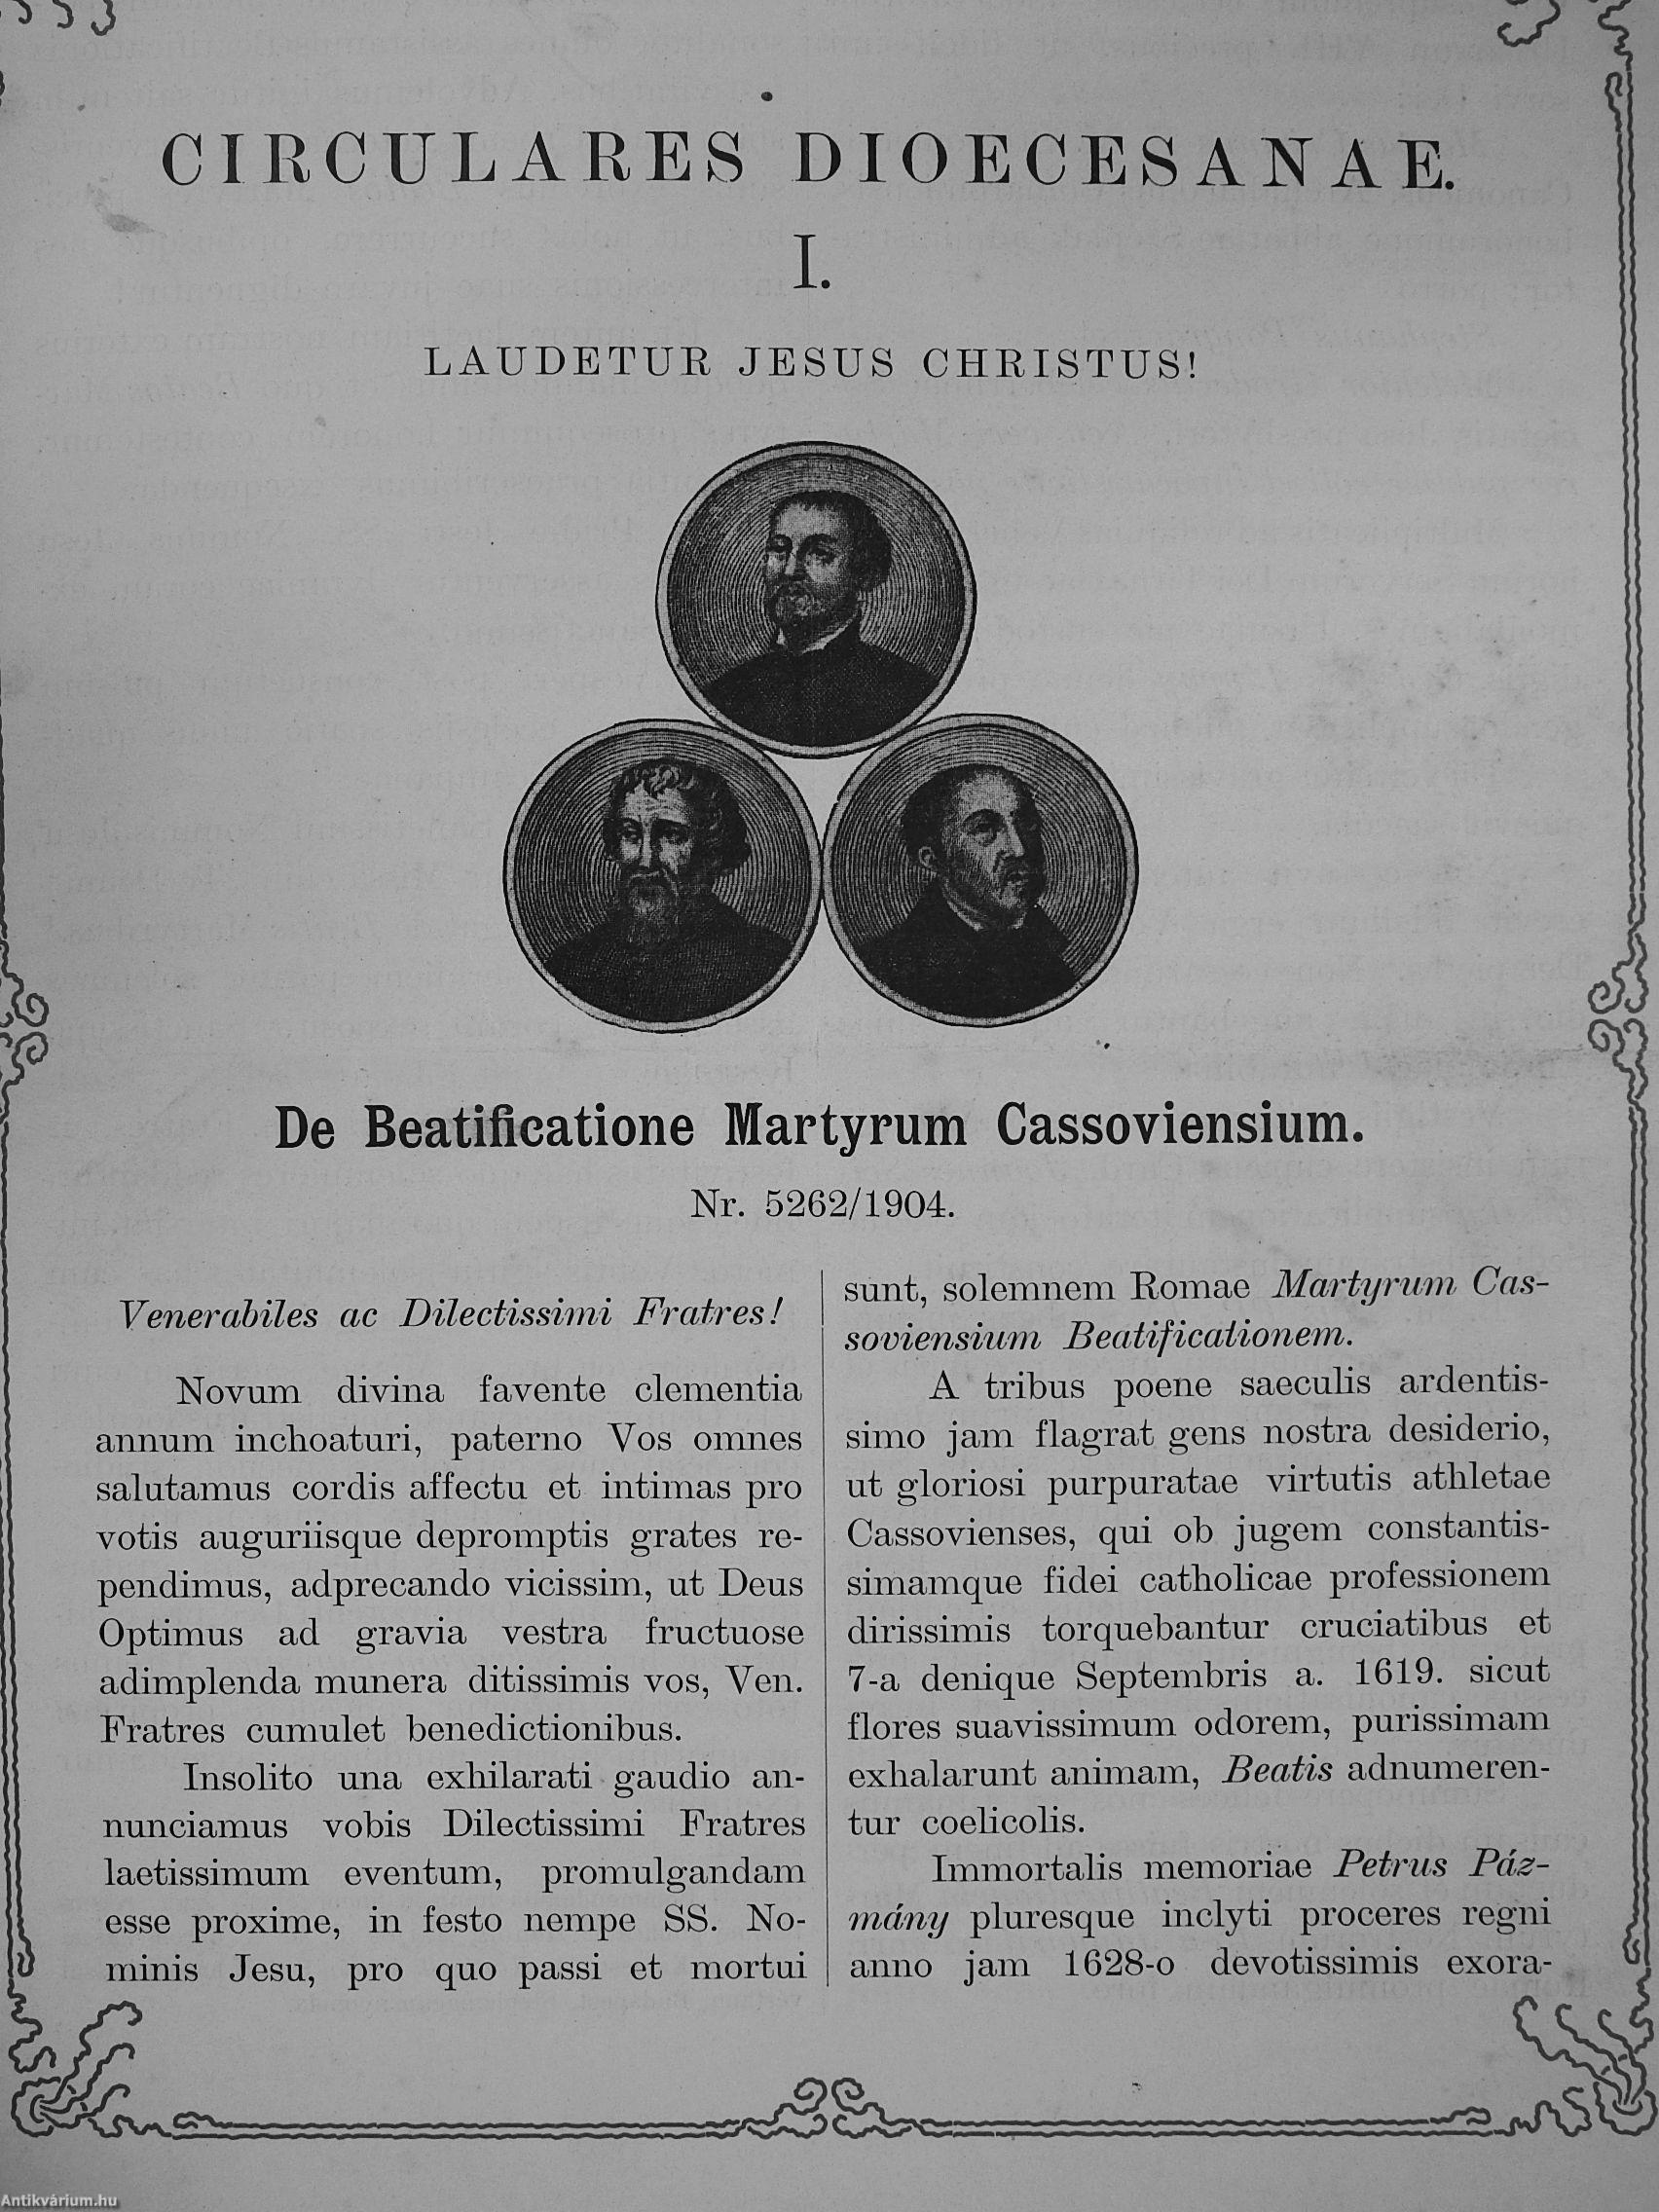 CIRCULARES DIOECESANAE.
I.
LAUDETUR JESUS CHRISTUS!
De Beatificatione Martyrum Cassoviensium.
Nr. 5262/1904.
Venerabiles ac Dilectissimi Fratres!
Novum divina favente clementia
annum inchoaturi, paterno Vos omnes
salutamus cordis affectu et intimas pro
votis auguriisque depromptis grates re-
pendimus, adprecando vicissim, ut Deus
Optimus ad gravia vestra fructuose
adimplenda munera ditissimis vos, Ven.
Fratres cumulet benedictionibus.
Insolito una exhilarati gaudio an-
nunciamus vobis Dilectissimi Fratres
laetissimum eventum, promulgandam
esse proxime, in festo nempe SS. No-
minis Jesu, pro quo passi et mortui
sunt, solemnem Romae Martyrum Cas-
soviensium Beatificationem.
A tribus poene saeculis ardentis-
simo jam flagrat gens nostra desiderio,
ut gloriosi purpuratae virtutis athletae
Cassovienses, qui ob jugem constantis-
simamque fidei catholicae professionem
dirissimis torquebantur cruciatibus et
7-a denique Septembris a. 1619. sicut
flores suavissimum odorem, purissimam
exhalarunt animam, Beatis adnumeren-
tur coelicolis.
Immortalis memoriae Petrus Páz-
mány pluresque inclyti proceres regni
anno jam 1628-o devotissimis exora-
Antikvárium.hu